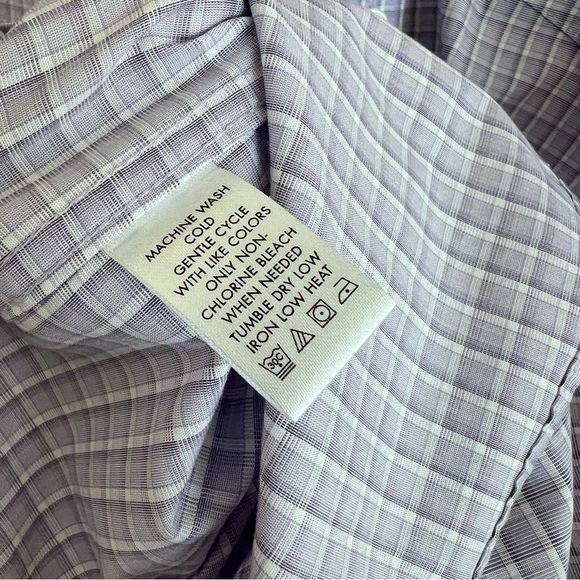 MACHINE WASH
COLD
GENTLE CYCLE
WITH LIKE COLORS
ONLY NON-
CHLORINE BLEACH
WHEN NEEDED
TUMBLE DRY LOW
IRON LOW HEAT
30C